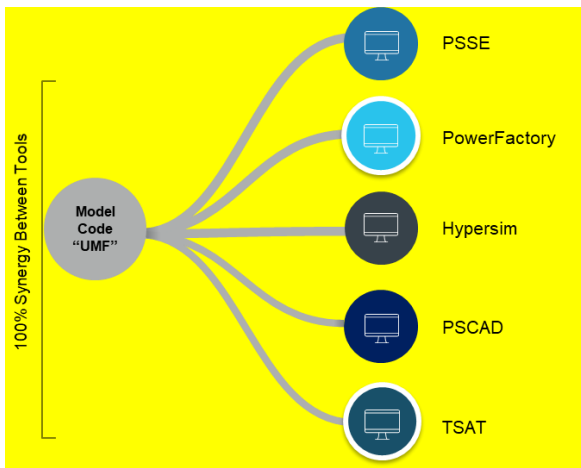 100% Synergy Between Tools
Model
Code
“UMF”
PSSE
PowerFactory
Hypersim
PSCAD
TSAT